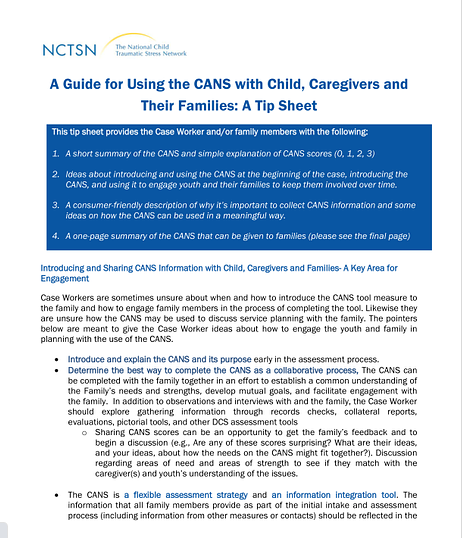 NCTSN
The National Child
Traumatic Stress Network
A Guide for Using the CANS with Child, Caregivers and
Their Families: A Tip Sheet
This tip sheet provides the Case Worker and/or family members with the following:
1. A short summary of the CANS and simple explanation of CANS scores (0, 1, 2, 3)
2. Ideas about introducing and using the CANS at the beginning of the case, introducing the
CANS, and using it to engage youth and their families to keep them involved over time.
3. A consumer-friendly description of why it's important to collect CANS information and some
ideas on how the CANS can be used in a meaningful way.
4. A one-page summary of the CANS that can be given to families (please see the final page)
Introducing and Sharing CANS Information with Child, Caregivers and Families- A Key Area for
Engagement
Case Workers are sometimes unsure about when and how to introduce the CANS tool measure to
the family and how to engage family members in the process of completing the tool. Likewise they
are unsure how the CANS may be used to discuss service planning with the family. The pointers
below are meant to give the Case Worker ideas about how to engage the youth and family in
planning with the use of the CANS.
• Introduce and explain the CANS and its purpose early in the assessment process.
• Determine the best way to complete the CANS as a collaborative process, The CANS can
be completed with the family together in an effort to establish a common understanding of
the Family's needs and strengths, develop mutual goals, and facilitate engagement with the
family. In addition to observations and interviews with and the family, the Case Worker
should explore gathering information through records checks, collateral reports,
evaluations, pictorial tools, and other DCS assessment tools
o Sharing CANS scores can be an opportunity to get the family's feedback and to
begin a discussion (e.g., Are any of these scores surprising? What are their ideas,
and your ideas, about how the needs on the CANS might fit together?). Discussion
regarding areas of need and areas of strength to see if they match with the
caregiver(s) and youth's understanding of the issues.
• The CANS is a flexible assessment strategy and an information integration tool. The
information that all family members provide as part of the initial intake and assessment
process (including information from other measures or contacts) should be reflected in the